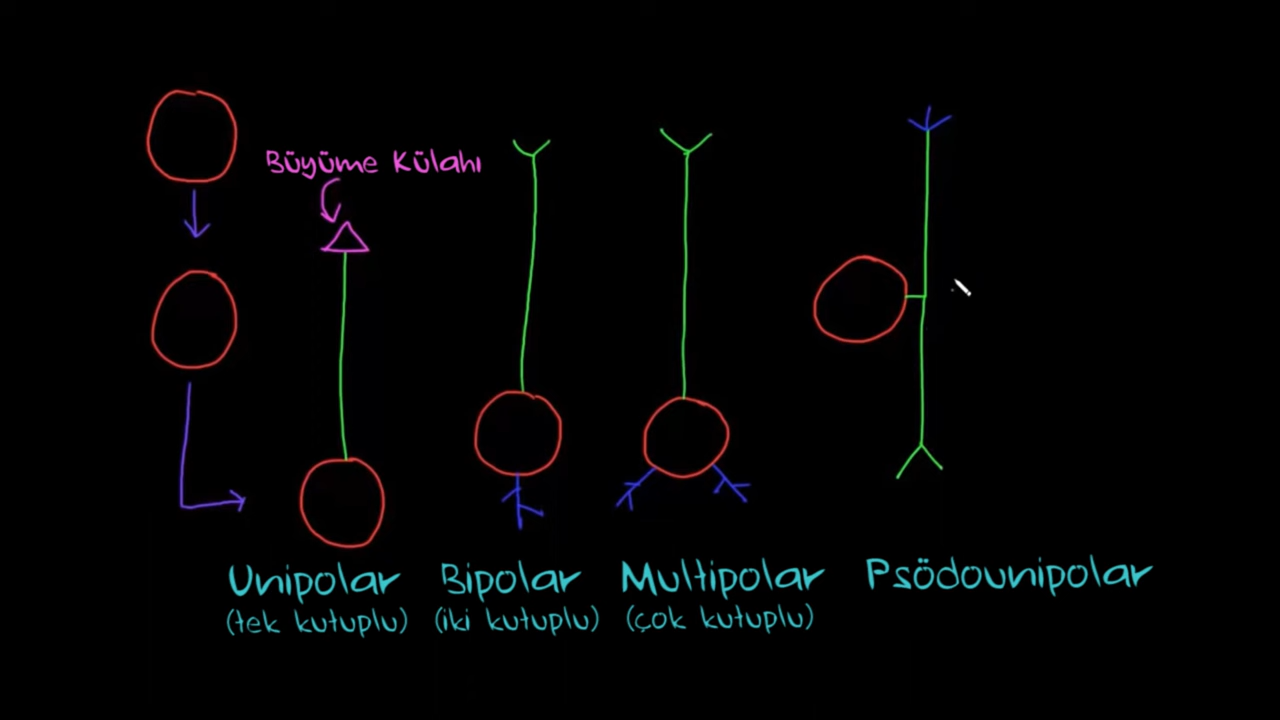 Büyüme Külahı
Unipolar
(tek kutuplu)
Bipolar
(iki kutuplu)
Multipolar
(çok kutuplu)
Psödounipolar